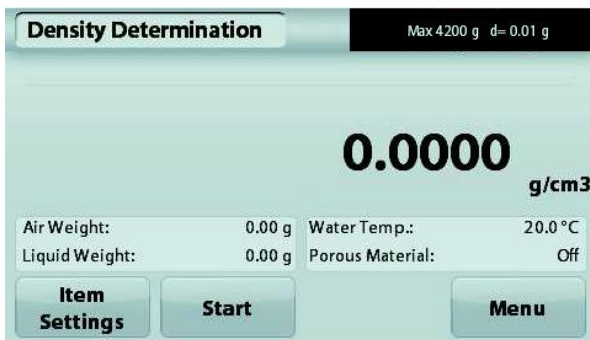 Density Determination
Max 4200 g d= 0.01 g
0.0000
g/cm3
Air Weight: 0.00 g Water Temp.: 20.0°C
Liquid Weight: 0.00 g Porous Material: Off
Item
Settings
Start
Menu